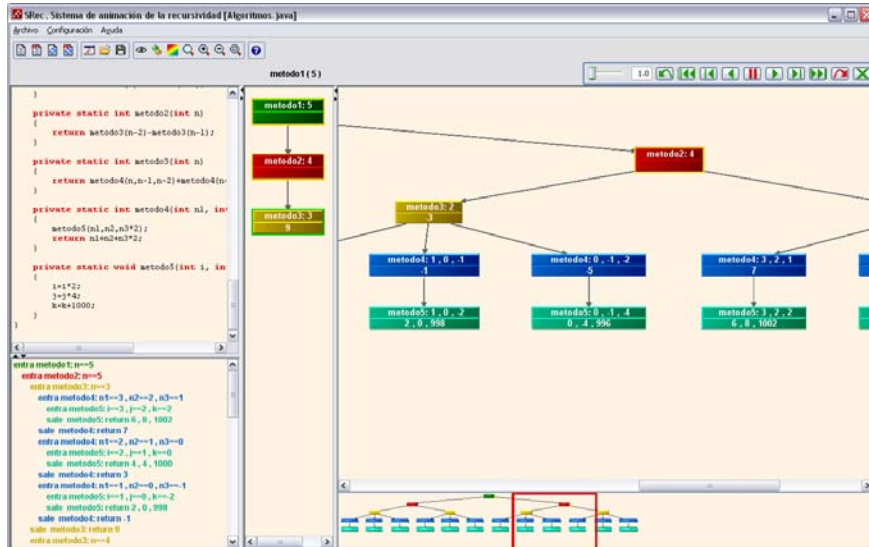 SRec. Sistema de animación de la recursividad [Algoritmos.java]
Archivo Configuración Ayuda
metodo1 ( 5 )
1.0
}
private static int metodo2(int n)
{
return metodo3(n-2)-metodo3(n-1);
}
private static int metodo3(int n)
{
return metodo4(n,n-1,n-2)+metodo4(n-
}
private static int metodo4(int n1, int
{
metodo5(n1,n2,n3*2);
return n1+n2+n3*2;
}
private static void metodo5(int i, in
{
i=i*2;
j=j*4;
k=k+1000;
}
}
entra metodo1: n==5
entra metodo2: n==5
entra metodo3: n==3
entra metodo4: n1==3 , n2==2 , n3==1
entra metodo5: i==3 , j==2 , k==2
sale metodo5: return 6 , 8 , 1002
sale metodo4: return 7
entra metodo4: n1==2 , n2==1 , n3==0
entra metodo5: i==2 , j==1 , k==0
sale metodo5: return 4 , 4 , 1000
sale metodo4: return 3
entra metodo4: n1==1 , n2==0 , n3==-1
entra metodo5: i==1 , j==0 , k==-2
sale metodo5: return 2 , 0 , 998
sale metodo4: return -1
sale metodo3: return 9
entra metodo3: n==4
metodo1: 5
metodo2: 4
metodo3: 3
9
metodo2: 4
metodo3: 2
-3
metodo4: 1 , 0 , -1
-1
metodo4: 0 , -1 , -2
-5
metodo4: 3 , 2 , 1
7
metodo5: 1 , 0 , -2
2 , 0 , 998
metodo5: 0 , -1 , -4
0 , -4 , 996
metodo5: 3 , 2 , 2
6 , 8 , 1002